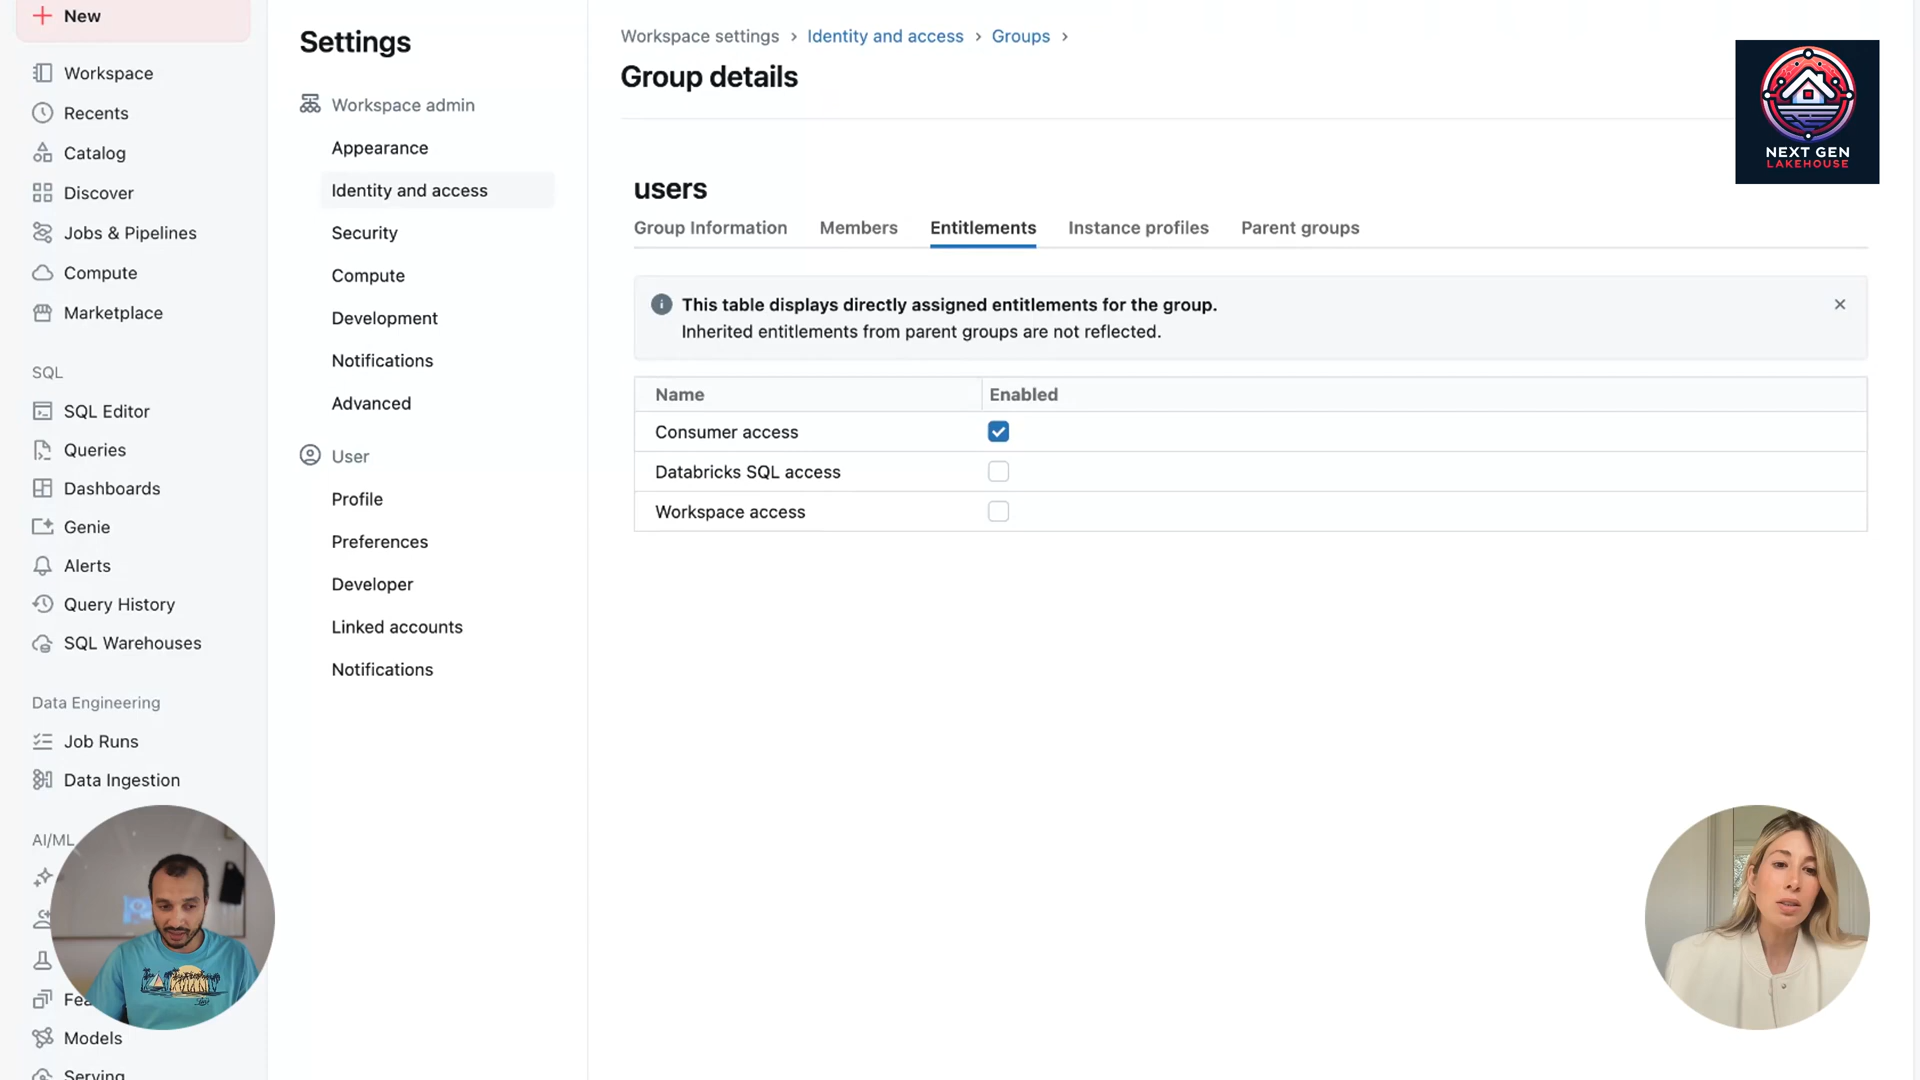 New
Workspace
Recents
Catalog
Discover
Jobs & Pipelines
Compute
Marketplace
SQL
SQL Editor
Queries
Dashboards
Genie
Alerts
Query History
SQL Warehouses
Data Engineering
Job Runs
Data Ingestion
AI/ML
Fea
Models
Serving
Settings
Workspace admin
Appearance
Identity and access
Security
Compute
Development
Notifications
Advanced
User
Profile
Preferences
Developer
Linked accounts
Notifications
Workspace settings › Identity and access › Groups ›
Group details
users
Group Information Members Entitlements Instance profiles Parent groups
This table displays directly assigned entitlements for the group.
Inherited entitlements from parent groups are not reflected.
Name Enabled
Consumer access
Databricks SQL access
Workspace access
NEXT GEN
LAKEHOUSE